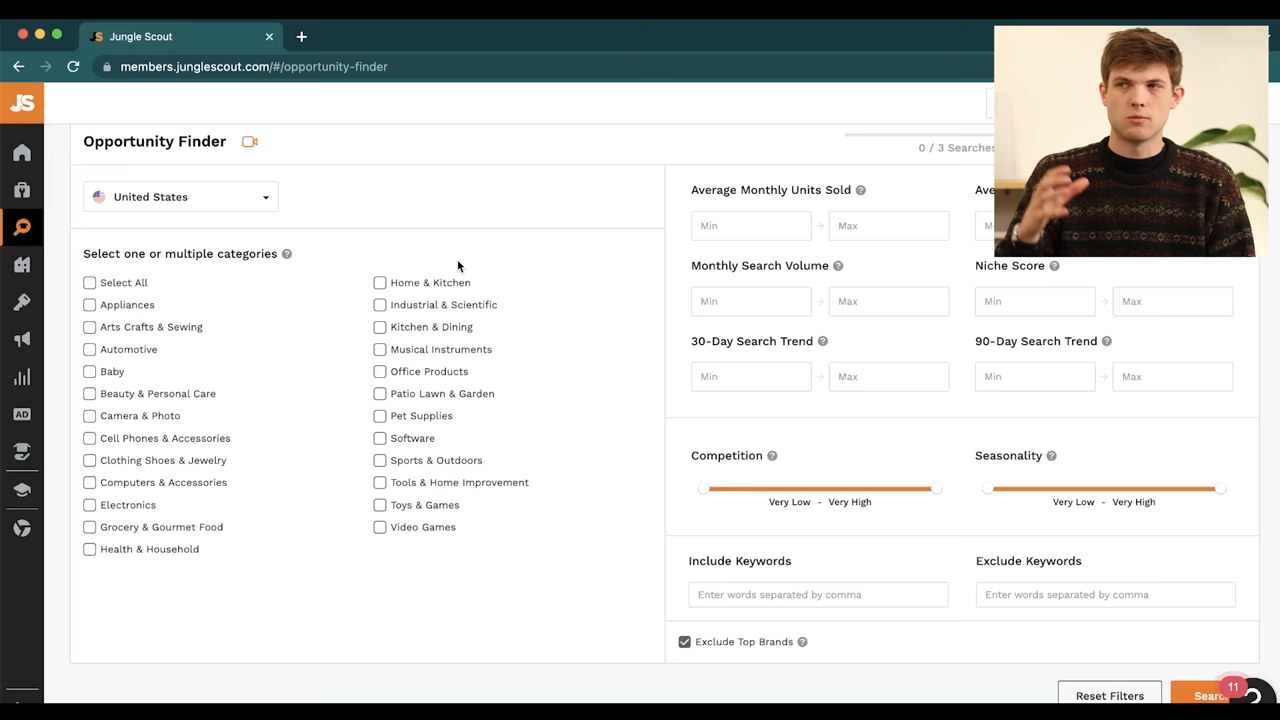 JS Jungle Scout
members.junglescout.com/#/opportunity-finder
JS
Opportunity Finder
0 / 3 Searches
United States
Select one or multiple categories ?
Select All
Appliances
Arts Crafts & Sewing
Automotive
Baby
Beauty & Personal Care
Camera & Photo
Cell Phones & Accessories
Clothing Shoes & Jewelry
Computers & Accessories
Electronics
Grocery & Gourmet Food
Health & Household
Home & Kitchen
Industrial & Scientific
Kitchen & Dining
Musical Instruments
Office Products
Patio Lawn & Garden
Pet Supplies
Software
Sports & Outdoors
Tools & Home Improvement
Toys & Games
Video Games
Average Monthly Units Sold ?
Min Max
Monthly Search Volume ?
Min Max
Niche Score ?
Min Max
30-Day Search Trend ?
Min Max
90-Day Search Trend ?
Min Max
Competition ?
Very Low - Very High
Seasonality ?
Very Low - Very High
Include Keywords
Enter words separated by comma
Exclude Keywords
Enter words separated by comma
Exclude Top Brands ?
Reset Filters
11
AD